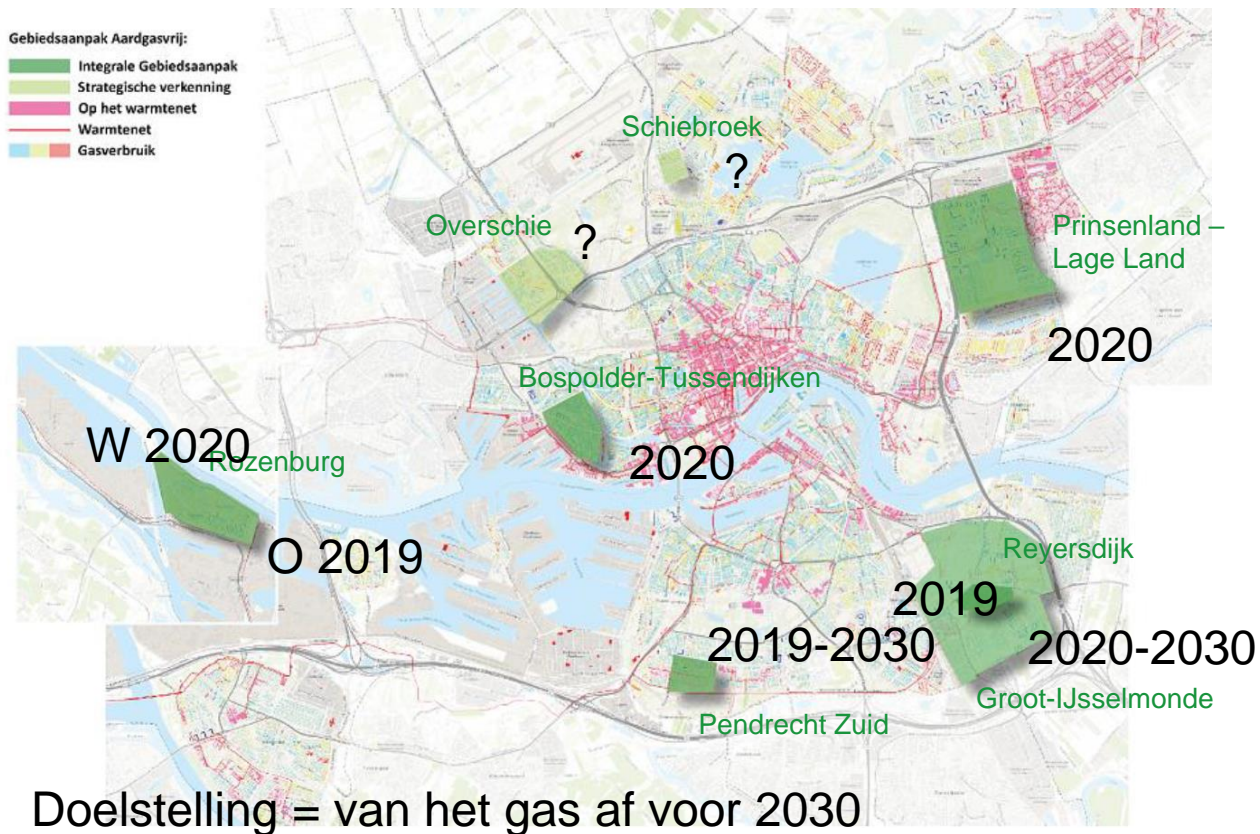 Gebiedsaanpak Aardgasvrij:
Integrale Gebiedsaanpak
Strategische verkenning
Op het warmtenet
Warmtenet
Gasverbruik
Schiebroek
?
Overschie
?
Prinsenland –
Lage Land
2020
Bospolder-Tussendijken
2020
W 2020
Rozenburg
O 2019
Reyersdijk
2019
2019-2030
2020-2030
Groot-IJsselmonde
Pendrecht Zuid
Doelstelling = van het gas af voor 2030